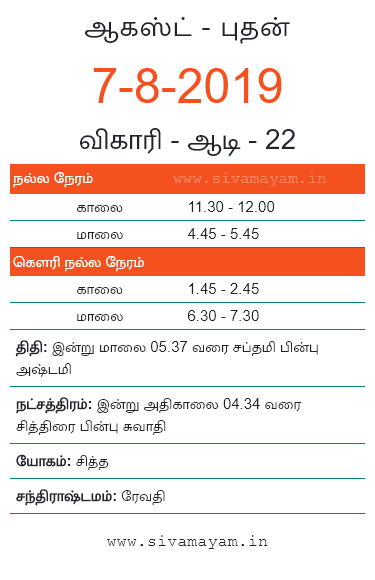 ஆகஸ்ட் - புதன்
7-8-2019
விகாரி - ஆடி - 22
நல்ல நேரம் www.sivamayam.in
காலை 11.30 - 12.00
மாலை 4.45 - 5.45
கௌரி நல்ல நேரம்
காலை 1.45 - 2.45
மாலை 6.30 - 7.30
திதி: இன்று மாலை 05.37 வரை சப்தமி பின்பு
அஷ்டமி
நட்சத்திரம்: இன்று அதிகாலை 04.34 வரை
சித்திரை பின்பு சுவாதி
யோகம்: சித்த
சந்திராஷ்டமம்: ரேவதி
www.sivamayam.in